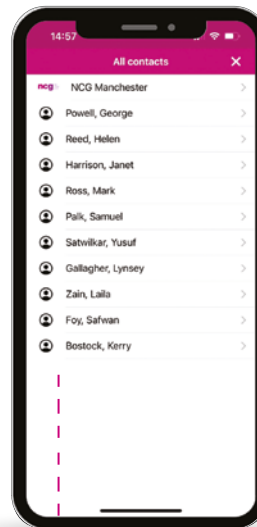 14:57
All contacts
ncg NCG Manchester
Powell, George
Reed, Helen
Harrison, Janet
Ross, Mark
Palk, Samuel
Satwilkar, Yusuf
Gallagher, Lynsey
Zain, Laila
Foy, Safwan
Bostock, Kerry